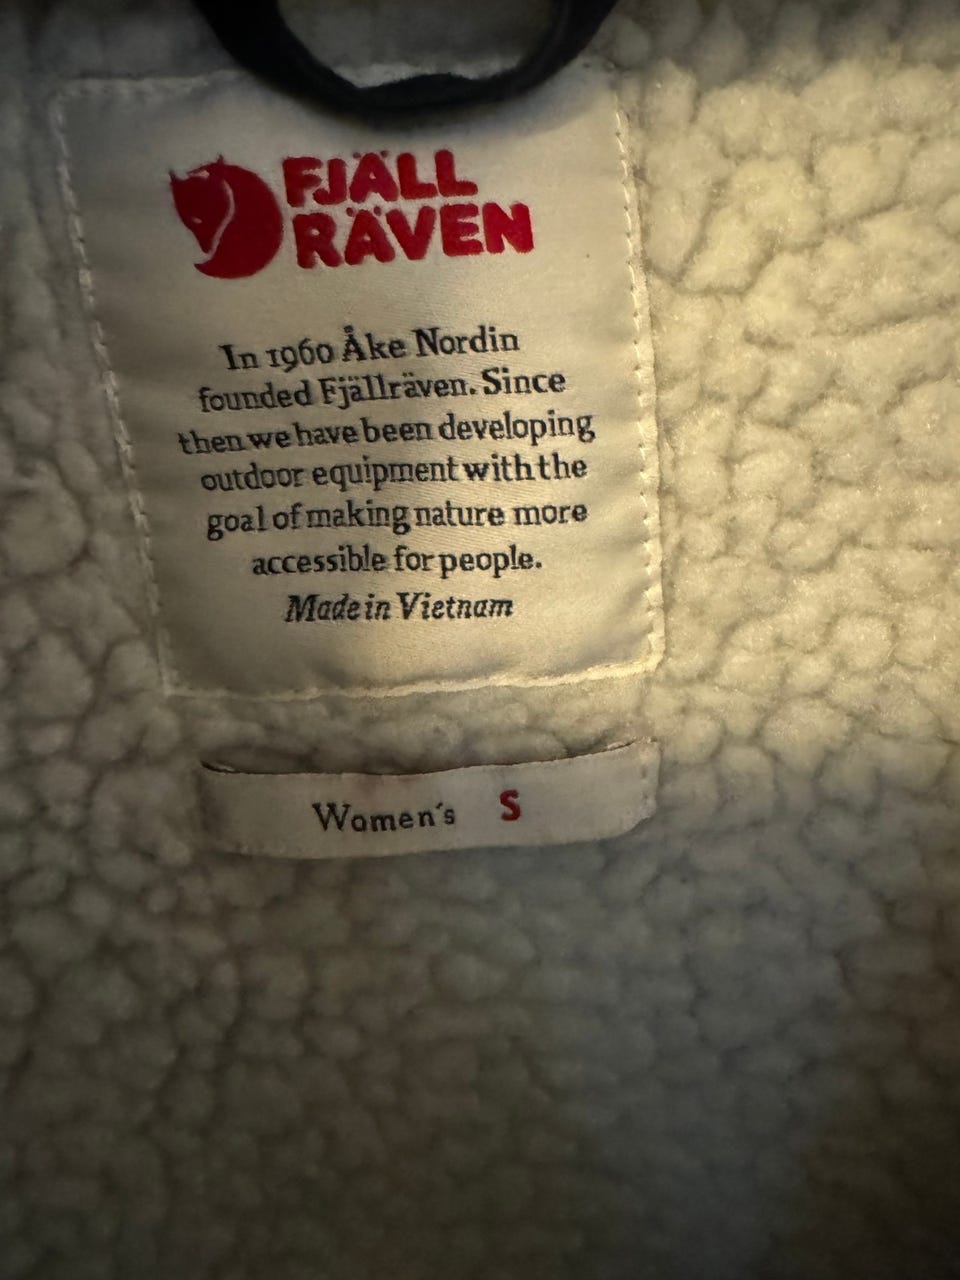 FJÄLL
RÄVEN
In 1960 Åke Nordin
founded Fjällräven. Since
then we have been developing
outdoor equipment with the
goal of making nature more
accessible for people.
Made in Vietnam
Women´s S